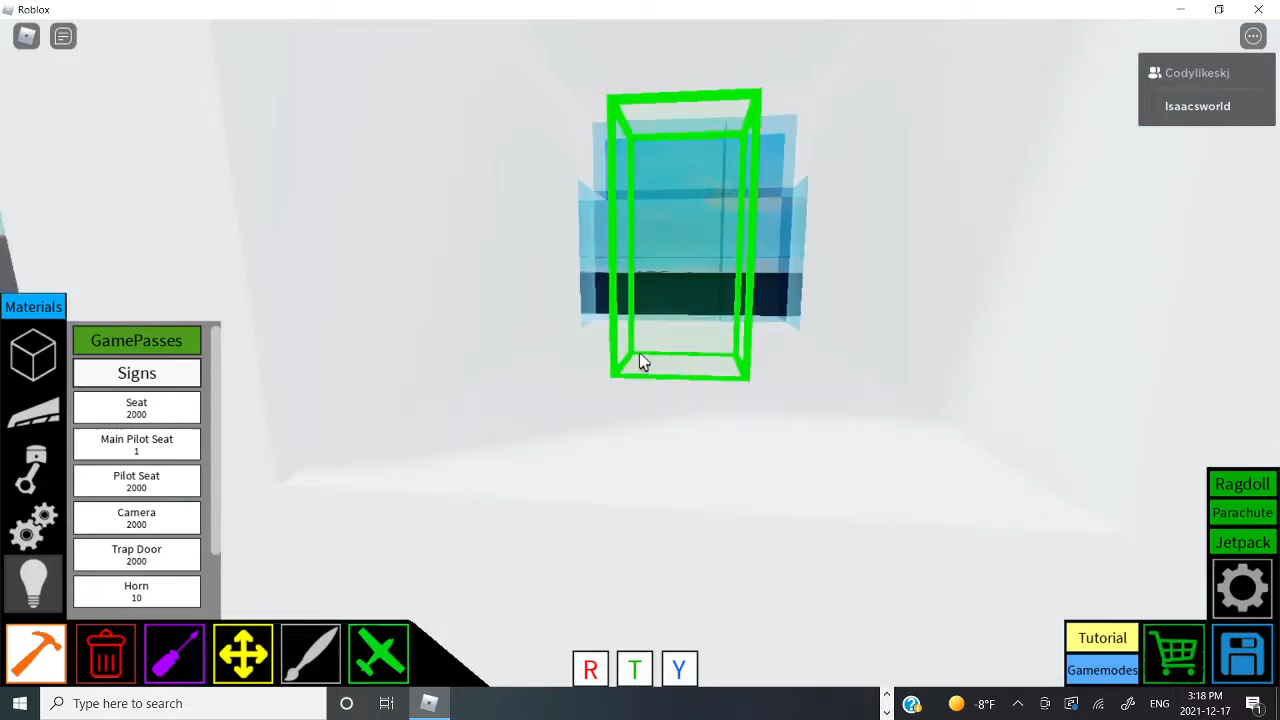 Roblox
Codylikeskj
Isaacsworld
Materials
GamePasses
Signs
Seat
2000
Main Pilot Seat
1
Pilot Seat
2000
Camera
2000
Trap Door
2000
Horn
10
Ragdoll
Parachute
Jetpack
Tutorial
Gamemodes
R T Y
Type here to search
-8°F
ENG
3:18 PM
2021-12-17